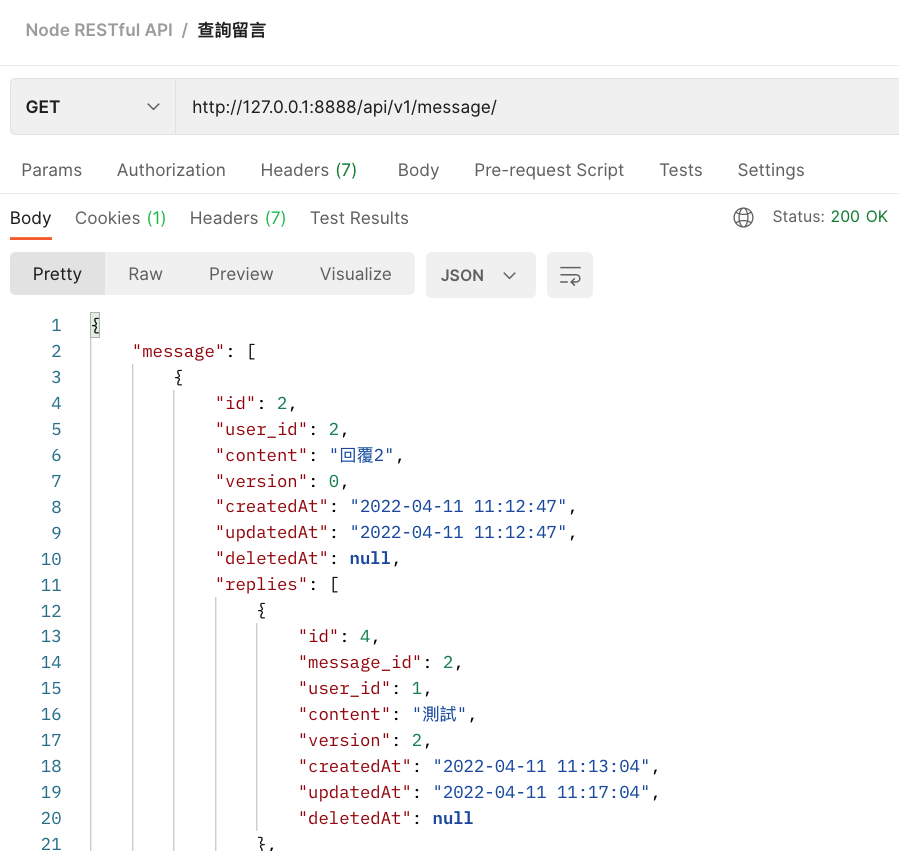 Node RESTful API / 查詢留言
GET http://127.0.0.1:8888/api/v1/message/
Params Authorization Headers (7) Body Pre-request Script Tests Settings
Body Cookies (1) Headers (7) Test Results Status: 200 OK
Pretty Raw Preview Visualize JSON
1 {
2 "message": [
3 {
4 "id": 2,
5 "user_id": 2,
6 "content": "回覆2",
7 "version": 0,
8 "createdAt": "2022-04-11 11:12:47",
9 "updatedAt": "2022-04-11 11:12:47",
10 "deletedAt": null,
11 "replies": [
12 {
13 "id": 4,
14 "message_id": 2,
15 "user_id": 1,
16 "content": "測試",
17 "version": 2,
18 "createdAt": "2022-04-11 11:13:04",
19 "updatedAt": "2022-04-11 11:17:04",
20 "deletedAt": null
21 },